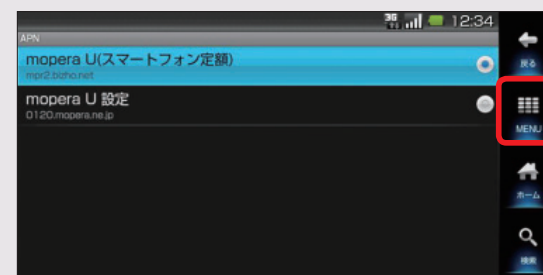 3G 12:34
APN
mopera U(スマートフォン定額)
mpr2.bizho.net
mopera U 設定
0120.mopera.ne.jp
戻る
MENU
ホーム
検索